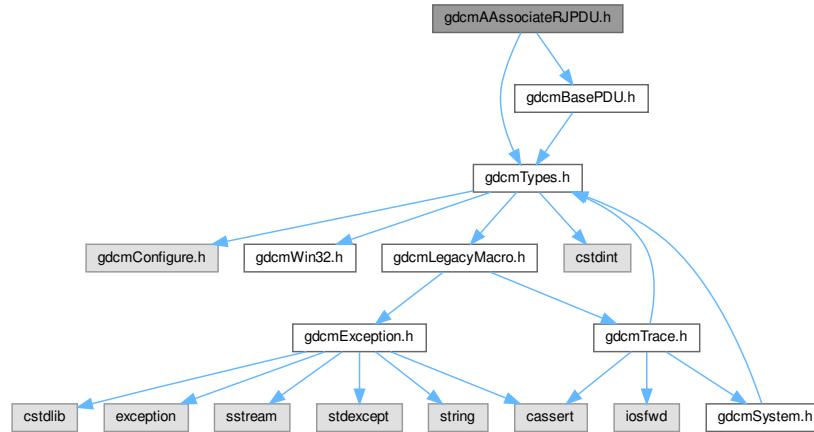 gdcmAAssociateRJPDU.h
gdcmBasePDU.h
gdcmTypes.h
gdcmConfigure.h
gdcmWin32.h
gdcmLegacyMacro.h
cstdint
gdcmException.h
gdcmTrace.h
cstdlib
exception
sstream
stdexcept
string
cassert
iosfwd
gdcmSystem.h